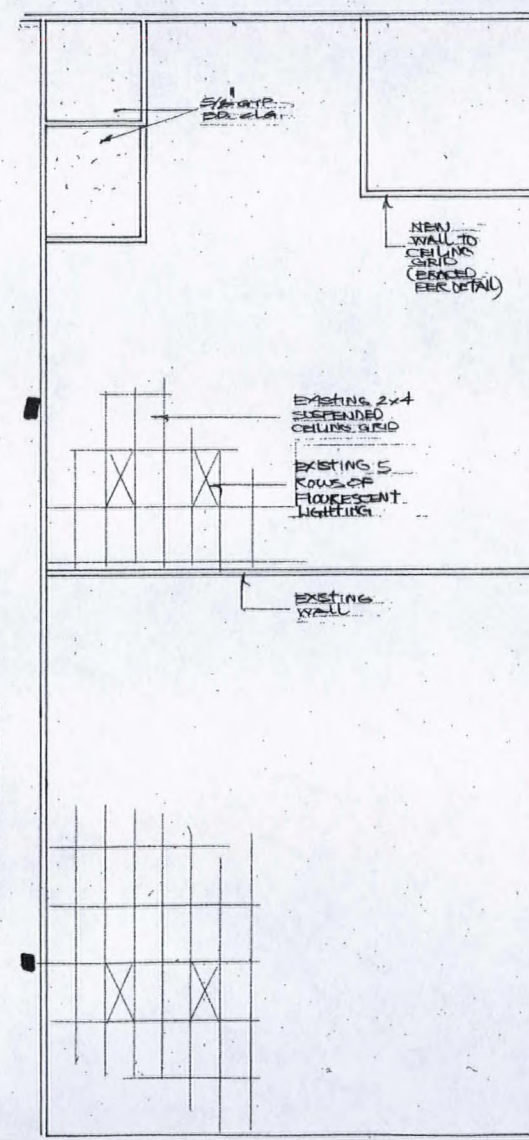 5/8 GYP.
BD. CLG.
NEW
WALL TO
CEILING
GRID
(BRACED
PER DETAIL)
EXISTING 2x4
SUSPENDED
CEILING GRID
EXISTING 5
ROWS OF
FLOURESCENT
LIGHTING
EXISTING
WALL